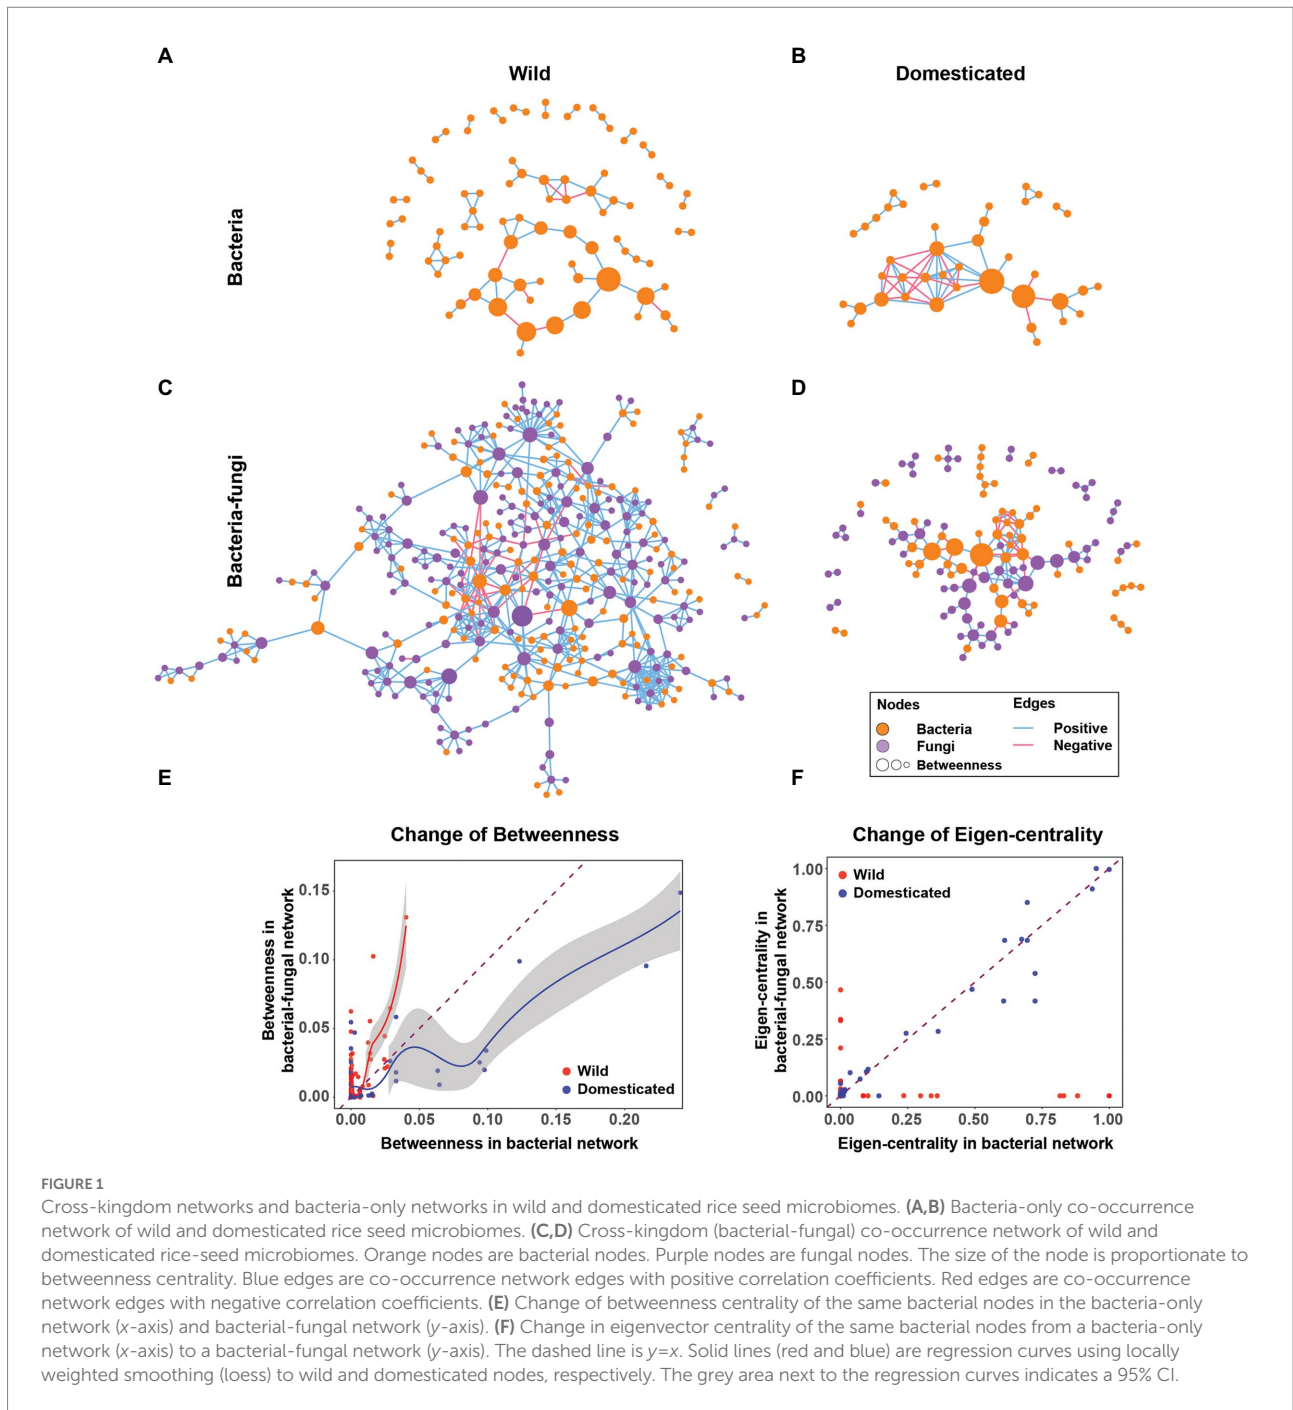 A
B
Wild
Domesticated
Bacteria
C
D
Bacteria-fungi
Nodes
Edges
Bacteria
Positive
Fungi
Negative
Betweenness
E
F
Change of Betweenness
Betweenness in
bacterial-fungal network
0.15
0.10
0.05
0.00
0.00
0.05
0.10
0.15
0.20
Betweenness in bacterial network
Wild
Domesticated
Change of Eigen-centrality
Eigen-centrality in
bacterial-fungal network
1.00
0.75
0.50
0.25
0.00
0.00
0.25
0.50
0.75
1.00
Eigen-centrality in bacterial network
Wild
Domesticated
FIGURE 1
Cross-kingdom networks and bacteria-only networks in wild and domesticated rice seed microbiomes. (A,B) Bacteria-only co-occurrence
network of wild and domesticated rice seed microbiomes. (C,D) Cross-kingdom (bacterial-fungal) co-occurrence network of wild and
domesticated rice-seed microbiomes. Orange nodes are bacterial nodes. Purple nodes are fungal nodes. The size of the node is proportionate to
betweenness centrality. Blue edges are co-occurrence network edges with positive correlation coefficients. Red edges are co-occurrence
network edges with negative correlation coefficients. (E) Change of betweenness centrality of the same bacterial nodes in the bacteria-only
network (x-axis) and bacterial-fungal network (y-axis). (F) Change in eigenvector centrality of the same bacterial nodes from a bacteria-only
network (x-axis) to a bacterial-fungal network (y-axis). The dashed line is y=x. Solid lines (red and blue) are regression curves using locally
weighted smoothing (loess) to wild and domesticated nodes, respectively. The grey area next to the regression curves indicates a 95% CI.